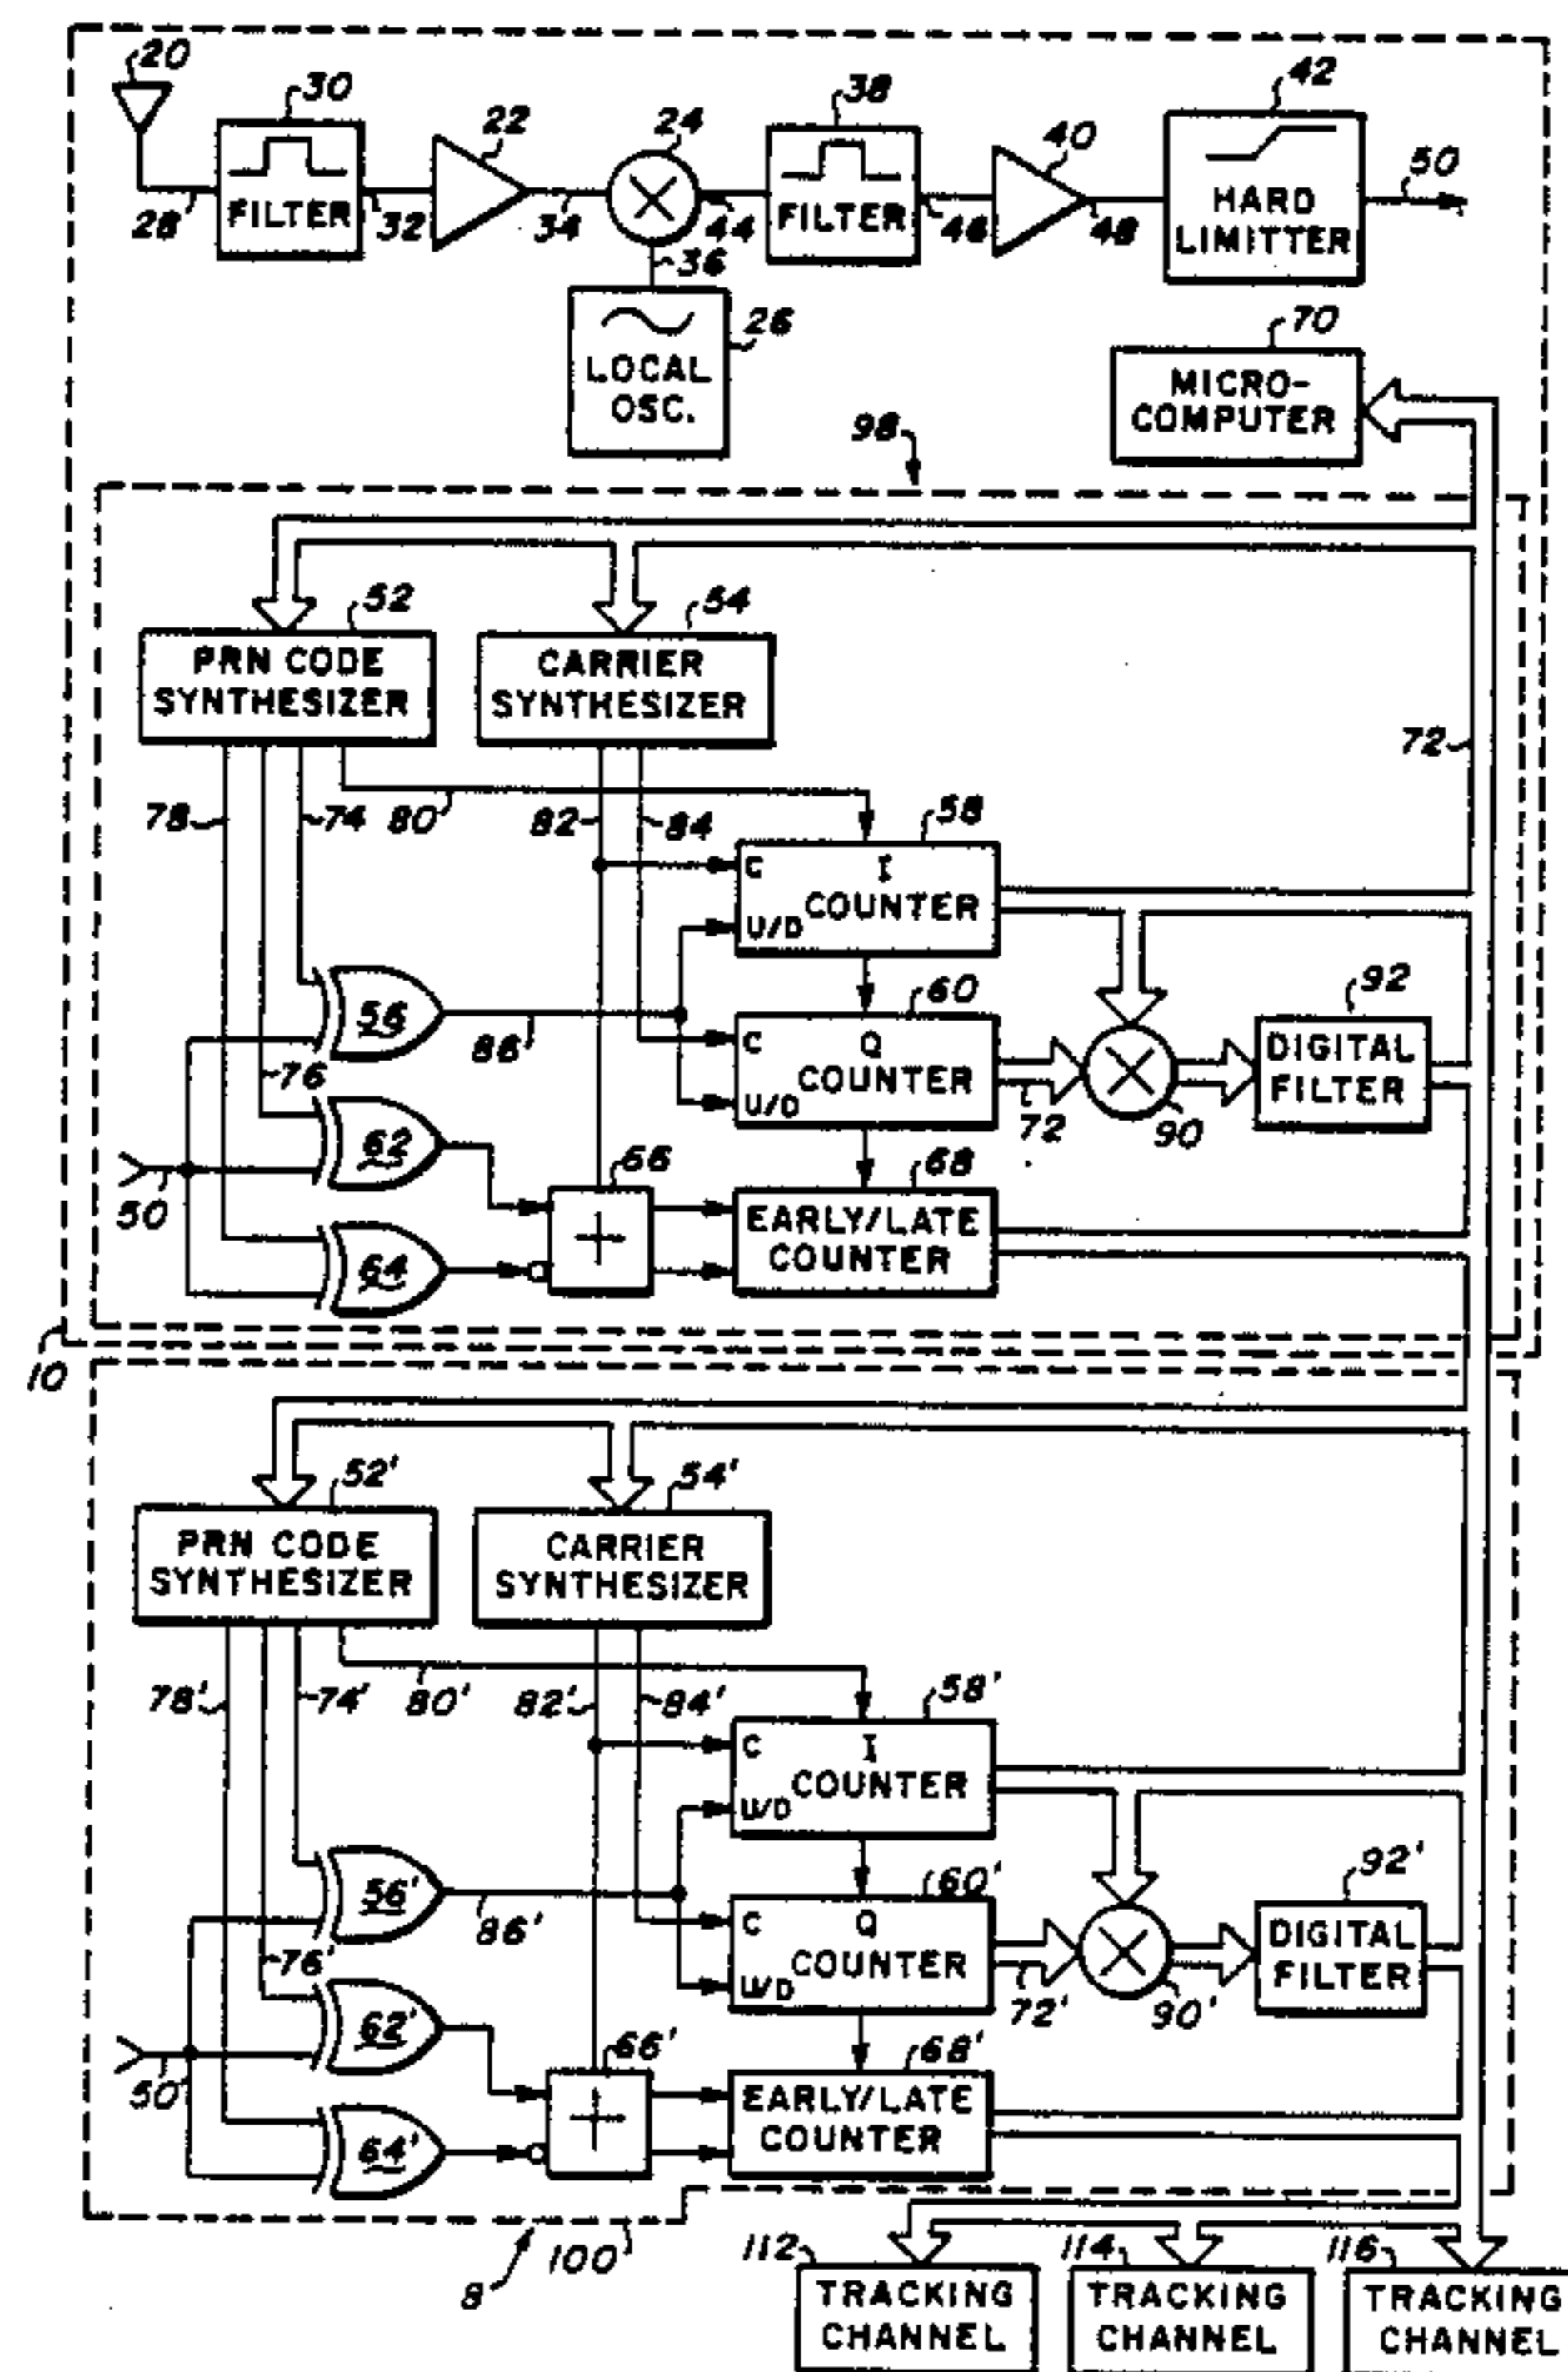 20
30
22
24
38
40
42
50
FILTER
FILTER
HARD
LIMITTER
28
32
34
44
46
48
36
26
LOCAL
OSC.
70
MICRO-
COMPUTER
98
52
54
PRN CODE
SYNTHESIZER
CARRIER
SYNTHESIZER
72
78
74
80
82
84
58
C
I
COUNTER
U/D
56
86
60
92
C
Q
COUNTER
U/D
72
90
DIGITAL
FILTER
76
62
66
68
50
EARLY/LATE
COUNTER
64
10
52'
54'
PRN CODE
SYNTHESIZER
CARRIER
SYNTHESIZER
78'
74'
80'
82'
84'
58'
C
I
COUNTER
U/D
56'
86'
60'
92'
C
Q
COUNTER
U/D
72'
90'
DIGITAL
FILTER
76'
62'
66'
68'
50
EARLY/LATE
COUNTER
64'
8
100
112
114
116
TRACKING
CHANNEL
TRACKING
CHANNEL
TRACKING
CHANNEL